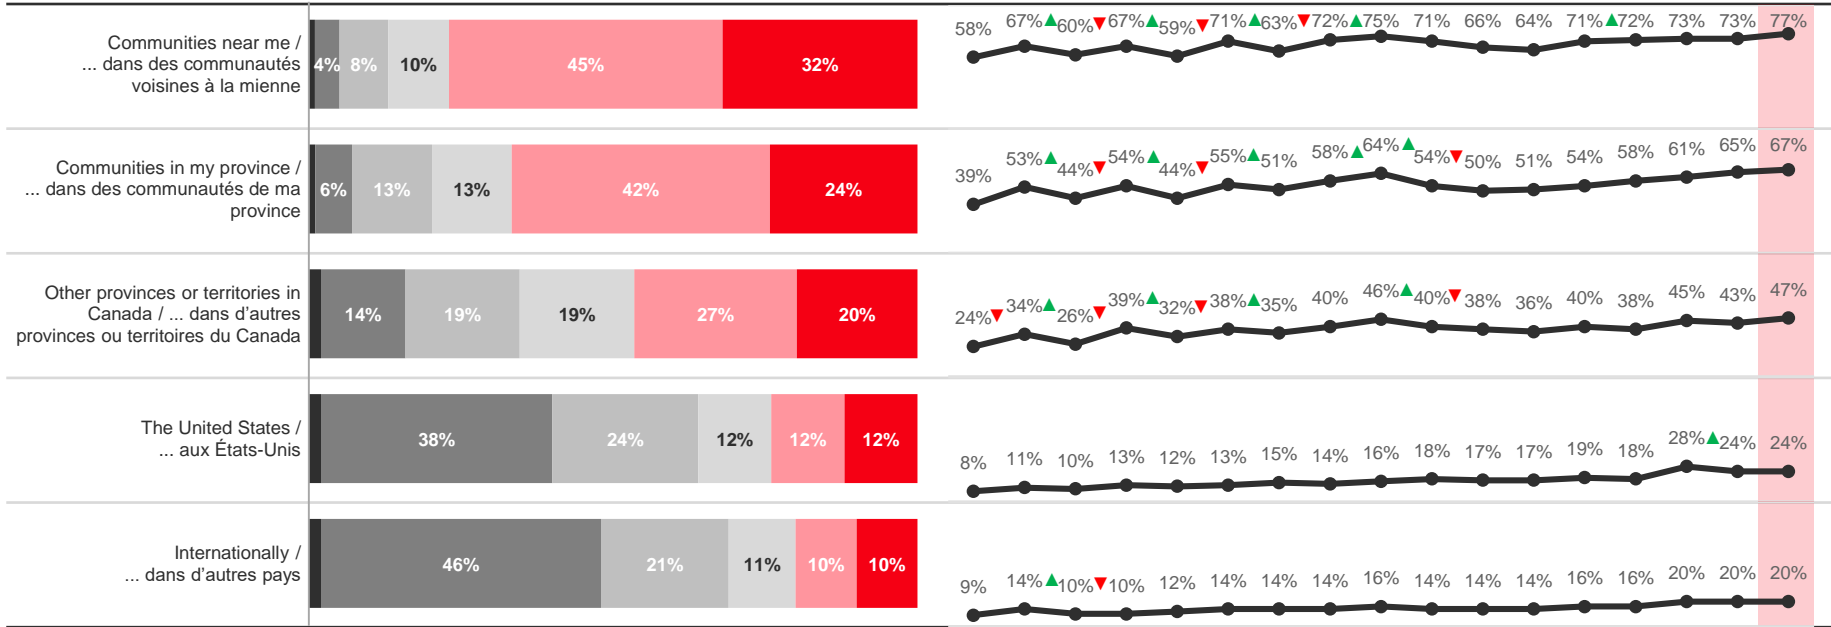 Communities near me /
... dans des communautés
voisines à la mienne
4% 8% 10% 45% 32%
58% 67% 60% 67% 59% 71% 63% 72% 75% 71% 66% 64% 71% 72% 73% 73% 77%
Communities in my province /
... dans des communautés de ma
province
6% 13% 13% 42% 24%
39% 53% 44% 54% 44% 55% 51% 58% 64% 54% 50% 51% 54% 58% 61% 65% 67%
Other provinces or territories in
Canada / ... dans d'autres
provinces ou territoires du Canada
14% 19% 19% 27% 20%
24% 34% 26% 39% 32% 38% 35% 40% 46% 40% 38% 36% 40% 38% 45% 43% 47%
The United States /
... aux États-Unis
38% 24% 12% 12% 12%
8% 11% 10% 13% 12% 13% 15% 14% 16% 18% 17% 17% 19% 18% 28% 24% 24%
Internationally /
... dans d'autres pays
46% 21% 11% 10% 10%
9% 14% 10% 10% 12% 14% 14% 14% 16% 14% 14% 14% 16% 16% 20% 20% 20%